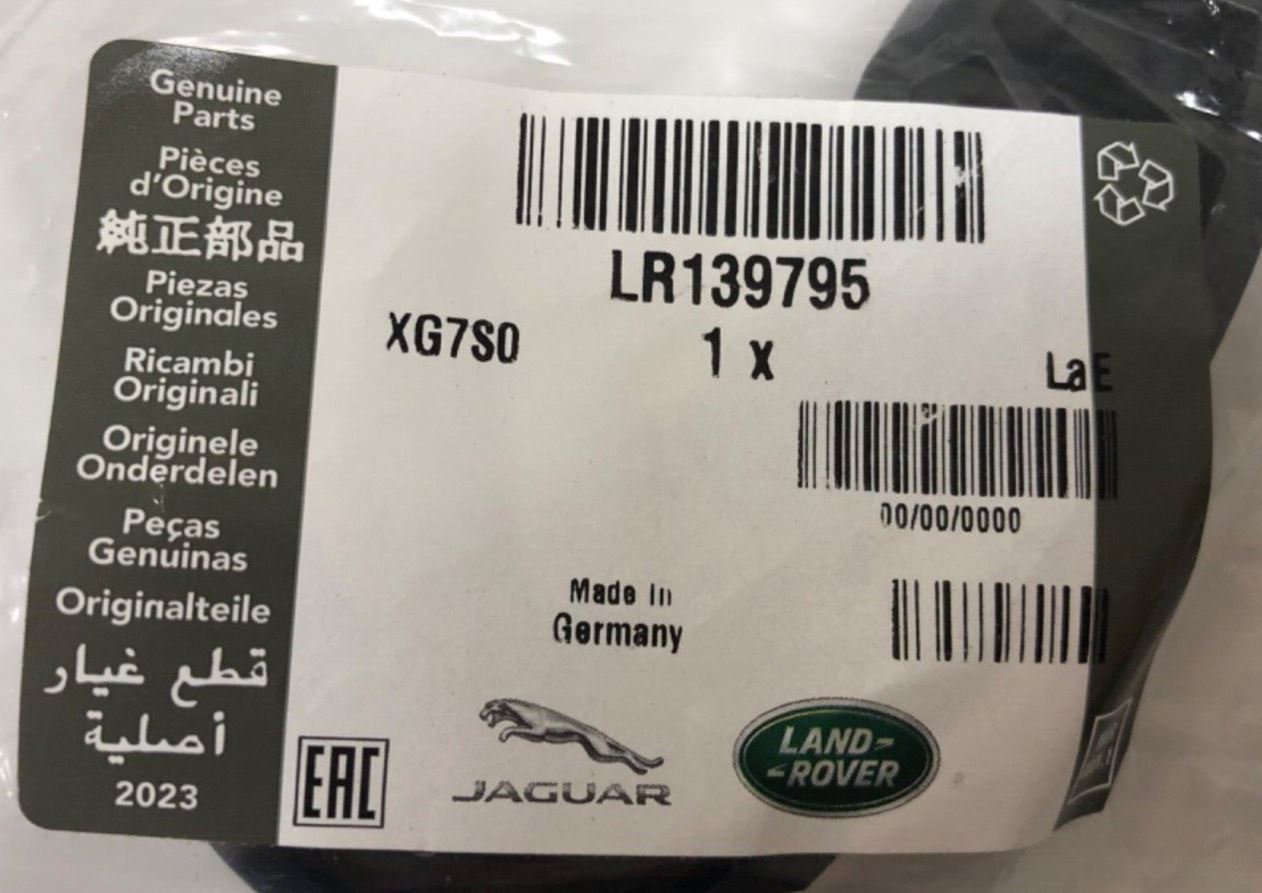 Genuine
Parts
Pièces
d'Origine
純正部品
Piezas
Originales
Ricambi
Originali
Originele
Onderdelen
Peças
Genuinas
Originalteile
قطع غيار
أصلية
2023
LR139795
XG7S0
1 x
LaE
00/00/0000
Made in
Germany
EAC
JAGUAR
LAND-
-ROVER